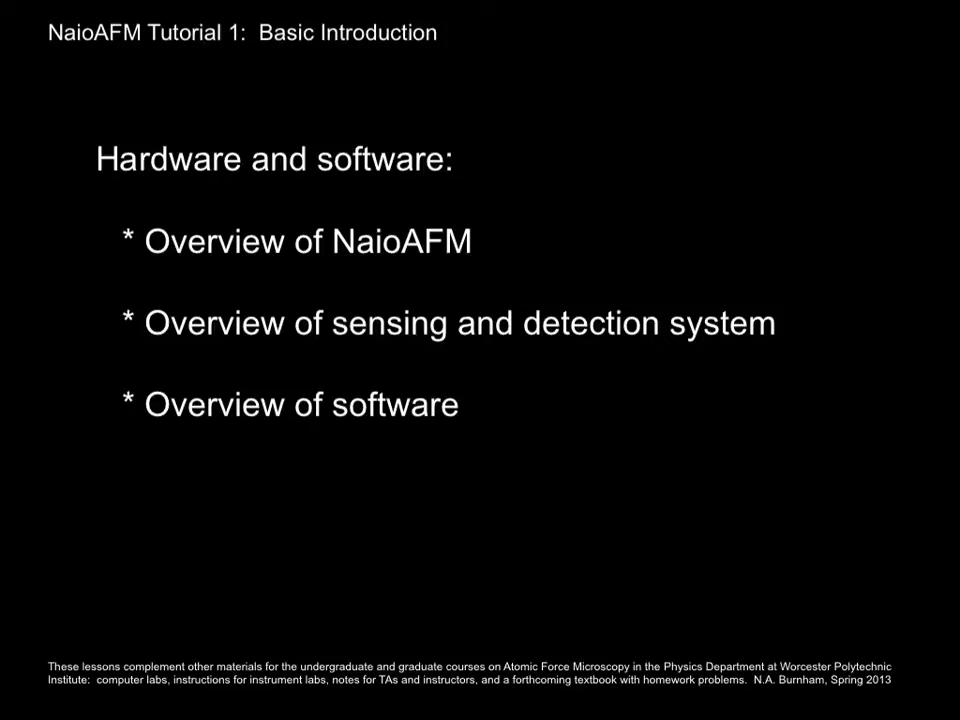 NaioAFM Tutorial 1: Basic Introduction
Hardware and software:
* Overview of NaioAFM
* Overview of sensing and detection system
* Overview of software
These lessons complement other materials for the undergraduate and graduate courses on Atomic Force Microscopy in the Physics Department at Worcester Polytechnic
Institute: computer labs, instructions for instrument labs, notes for TAs and instructors, and a forthcoming textbook with homework problems. N.A. Burnham, Spring 2013